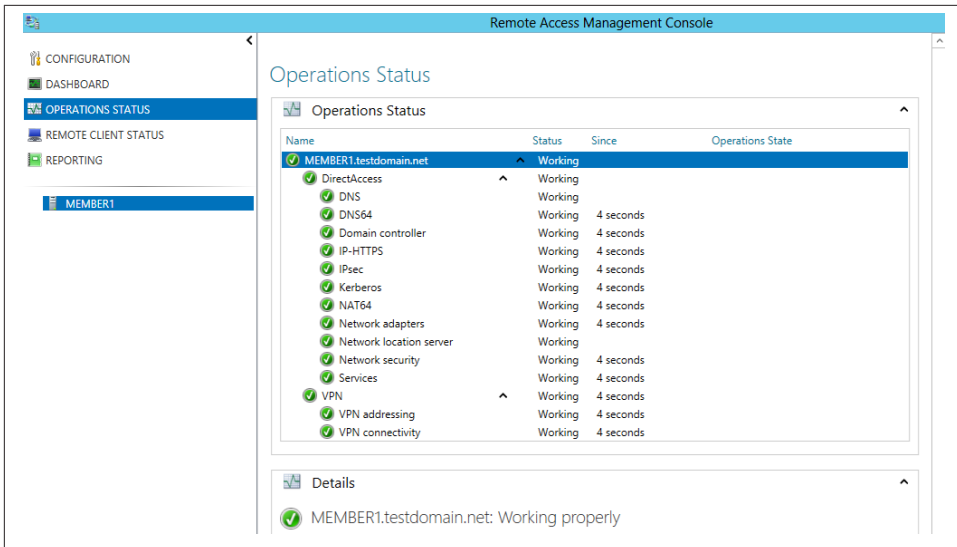 Remote Access Management Console
CONFIGURATION
DASHBOARD
OPERATIONS STATUS
REMOTE CLIENT STATUS
REPORTING
MEMBER1
Operations Status
Operations Status
Name Status Since Operations State
MEMBER1.testdomain.net Working
DirectAccess Working
DNS Working
DNS64 Working 4 seconds
Domain controller Working 4 seconds
IP-HTTPS Working 4 seconds
IPsec Working 4 seconds
Kerberos Working 4 seconds
NAT64 Working 4 seconds
Network adapters Working 4 seconds
Network location server Working
Network security Working 4 seconds
Services Working 4 seconds
VPN Working 4 seconds
VPN addressing Working 4 seconds
VPN connectivity Working 4 seconds
Details
MEMBER1.testdomain.net: Working properly